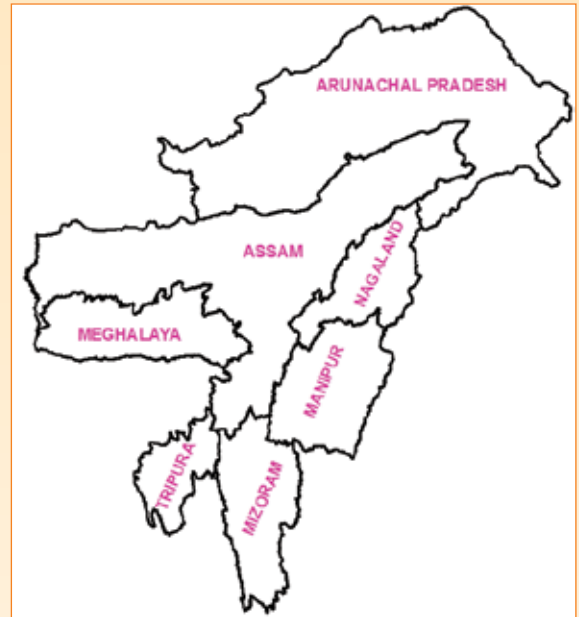 ARUNACHAL PRADESH
ASSAM
NAGALAND
MEGHALAYA
MANIPUR
TRIPURA
MIZORAM